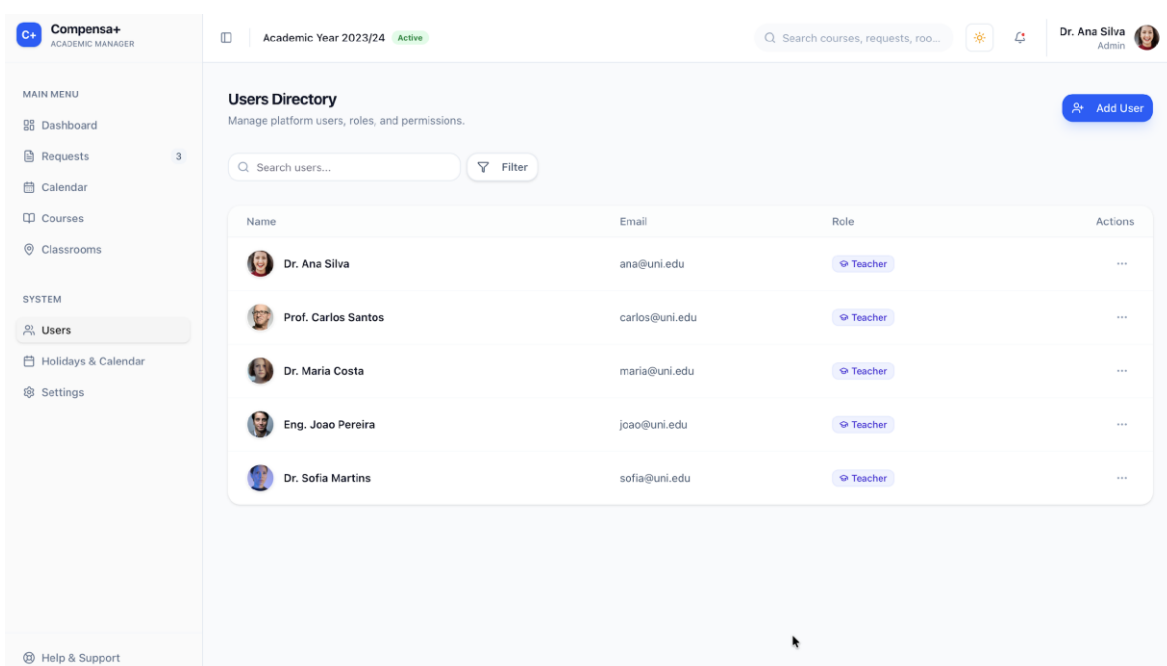 C+
Compensa+
ACADEMIC MANAGER
Academic Year 2023/24 Active
Search courses, requests, roo...
Dr. Ana Silva
Admin
MAIN MENU
Dashboard
Requests 3
Calendar
Courses
Classrooms
SYSTEM
Users
Holidays & Calendar
Settings
Help & Support
Users Directory
Manage platform users, roles, and permissions.
Add User
Search users...
Filter
Name Email Role Actions
Dr. Ana Silva ana@uni.edu Teacher ...
Prof. Carlos Santos carlos@uni.edu Teacher ...
Dr. Maria Costa maria@uni.edu Teacher ...
Eng. Joao Pereira joao@uni.edu Teacher ...
Dr. Sofia Martins sofia@uni.edu Teacher ...